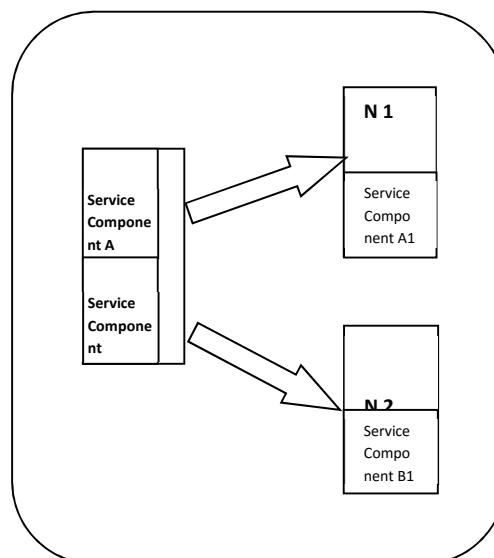 N 1
Service
Compo
nent A1
Service
Compone
nt A
Service
Compone
nt
N 2
Service
Compo
nent B1